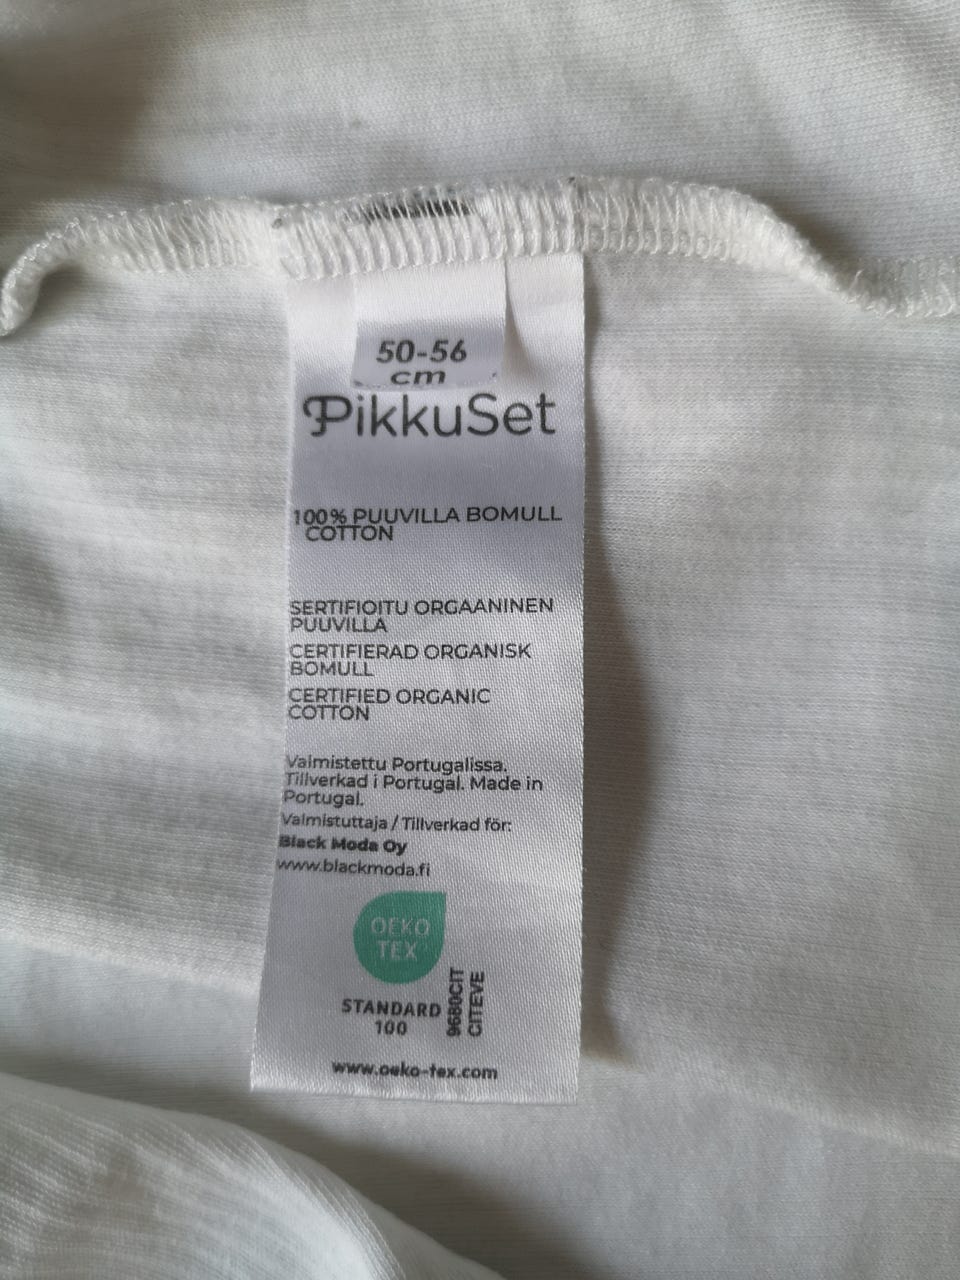 50-56
cm
PikkuSet
100% PUUVILLA BOMULL
COTTON
SERTIFIOITU ORGAANINEN
PUUVILLA
CERTIFIERAD ORGANISK
BOMULL
CERTIFIED ORGANIC
COTTON
Valmistettu Portugalissa.
Tillverkad i Portugal. Made in
Portugal.
Valmistuttaja / Tillverkad för:
Black Moda Oy
www.blackmoda.fi
OEKO
TEX®
STANDARD
100
9680CIT
CITEVE
www.oeko-tex.com